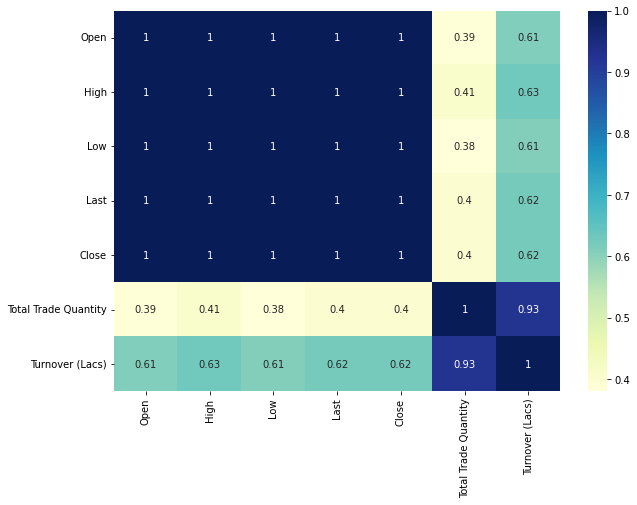 Open 1 1 1 1 1 0.39 0.61
High 1 1 1 1 1 0.41 0.63
Low 1 1 1 1 1 0.38 0.61
Last 1 1 1 1 1 0.4 0.62
Close 1 1 1 1 1 0.4 0.62
Total Trade Quantity 0.39 0.41 0.38 0.4 0.4 1 0.93
Turnover (Lacs) 0.61 0.63 0.61 0.62 0.62 0.93 1
Open
High
Low
Last
Close
Total Trade Quantity
Turnover (Lacs)
1.0
0.9
0.8
0.7
0.6
0.5
0.4